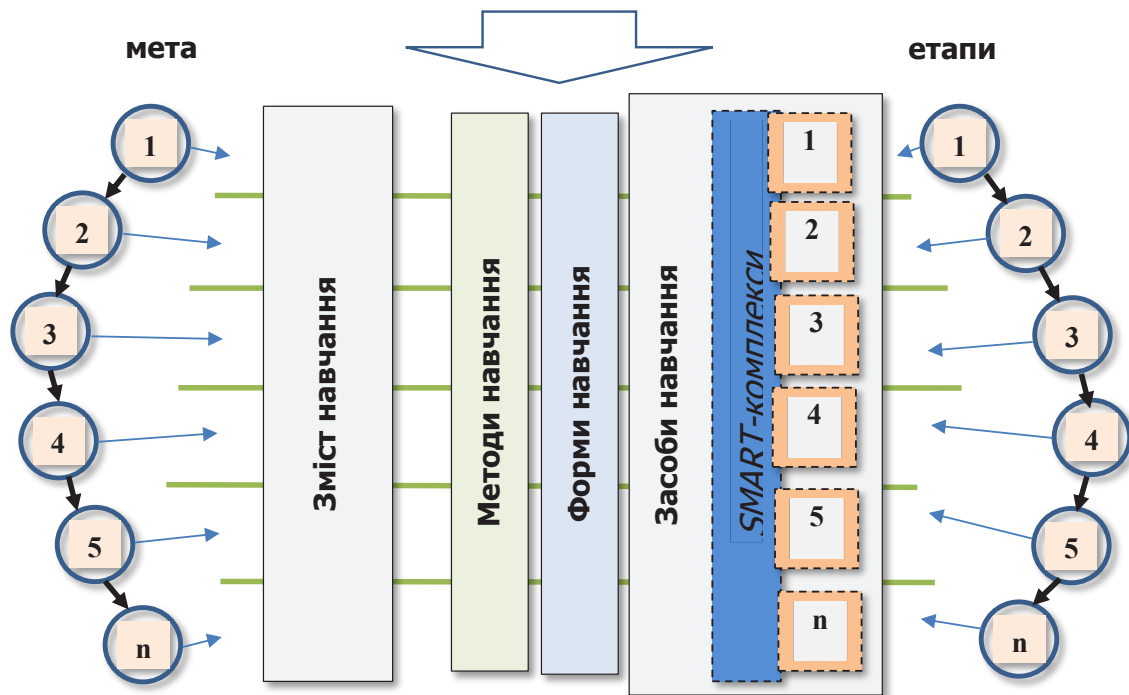 мета
етапи
1
2
3
4
5
n
Зміст навчання
Методи навчання
Форми навчання
Засоби навчання
SMART-комплекси
1
2
3
4
5
n
1
2
3
4
5
n